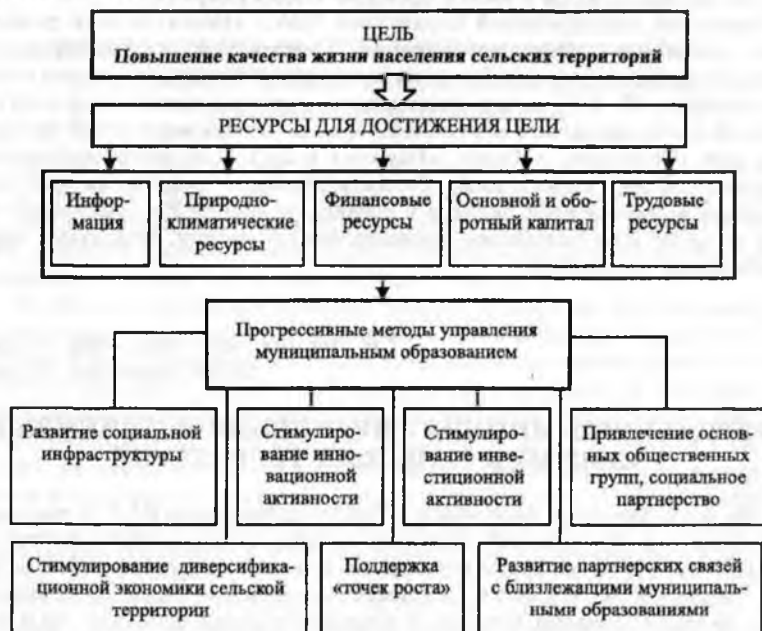 ЦЕЛЬ
Повышение качества жизни населения сельских территорий
РЕСУРСЫ ДЛЯ ДОСТИЖЕНИЯ ЦЕЛИ
Инфор-
мация
Природно-
климатические
ресурсы
Финансовые
ресурсы
Основной и обо-
ротный капитал
Трудовые
ресурсы
Прогрессивные методы управления
муниципальным образованием
Развитие социальной
инфраструктуры
Стимулиро-
вание инно-
вационной
активности
Стимулиро-
вание инве-
стиционной
активности
Привлечение основ-
ных общественных
групп, социальное
партнерство
Стимулирование диверсифика-
ционной экономики сельской
территории
Поддержка
«точек роста»
Развитие партнерских связей
с близлежащими муниципаль-
ными образованиями